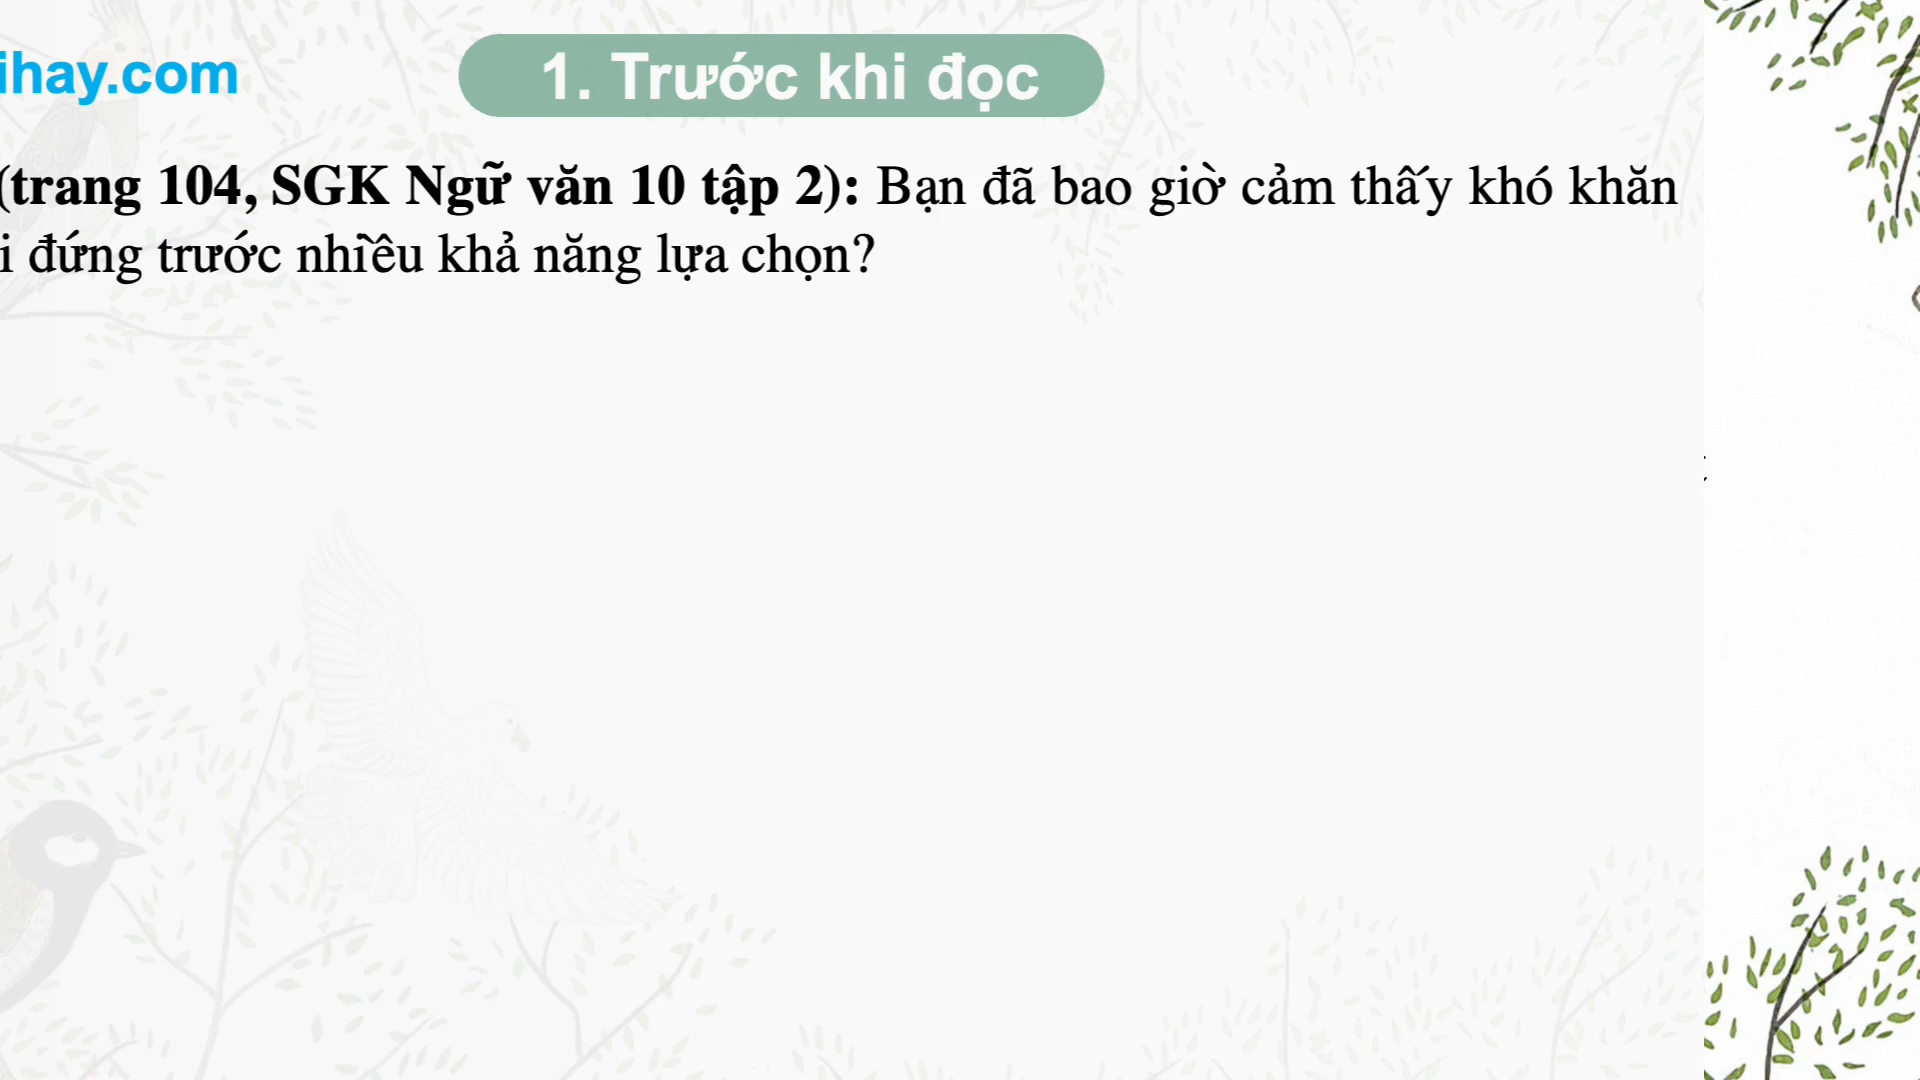 ihay.com
1. Trước khi đọc
(trang 104, SGK Ngữ văn 10 tập 2): Bạn đã bao giờ cảm thấy khó khăn
i đứng trước nhiều khả năng lựa chọn?